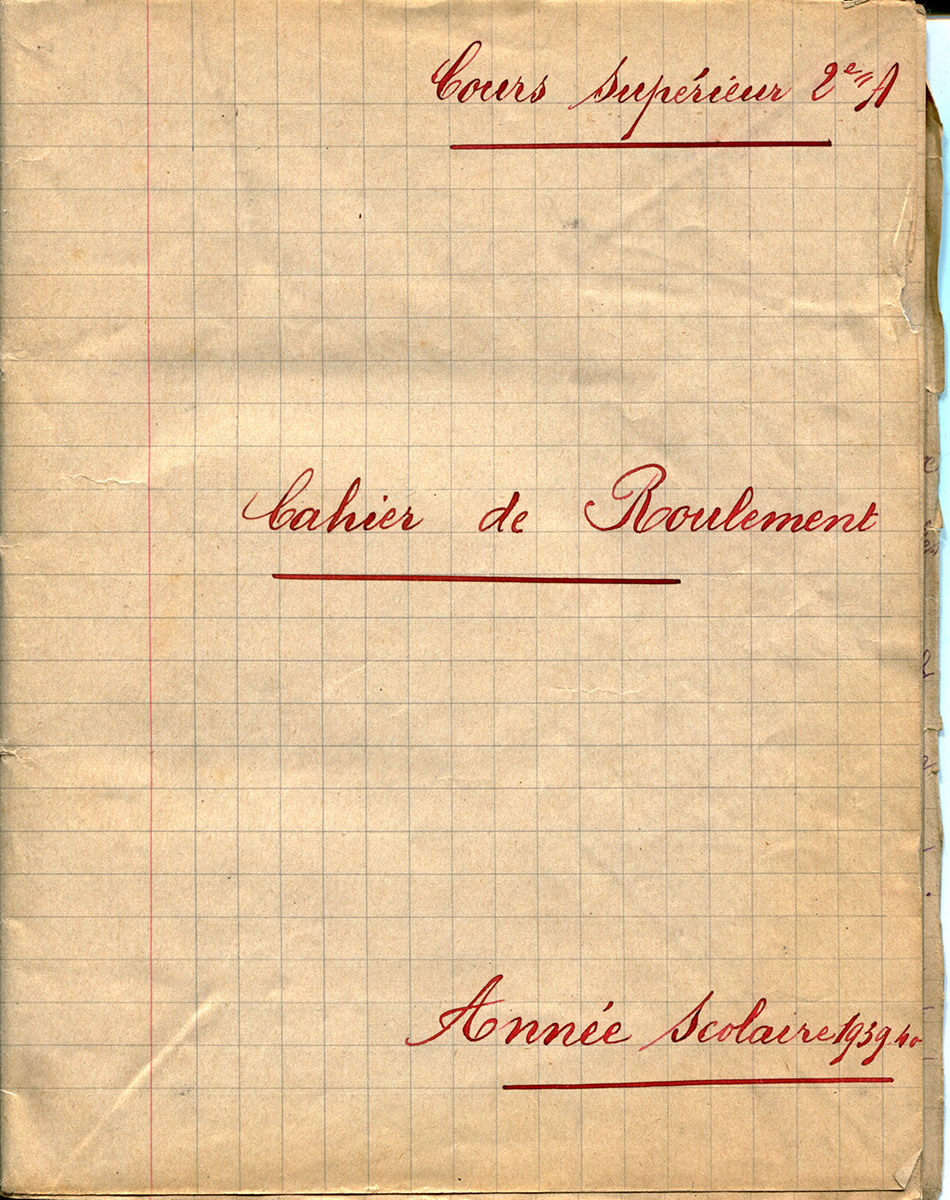 Cours supérieur 2e A
Cahier de Roulement
Année Scolaire 1939-40